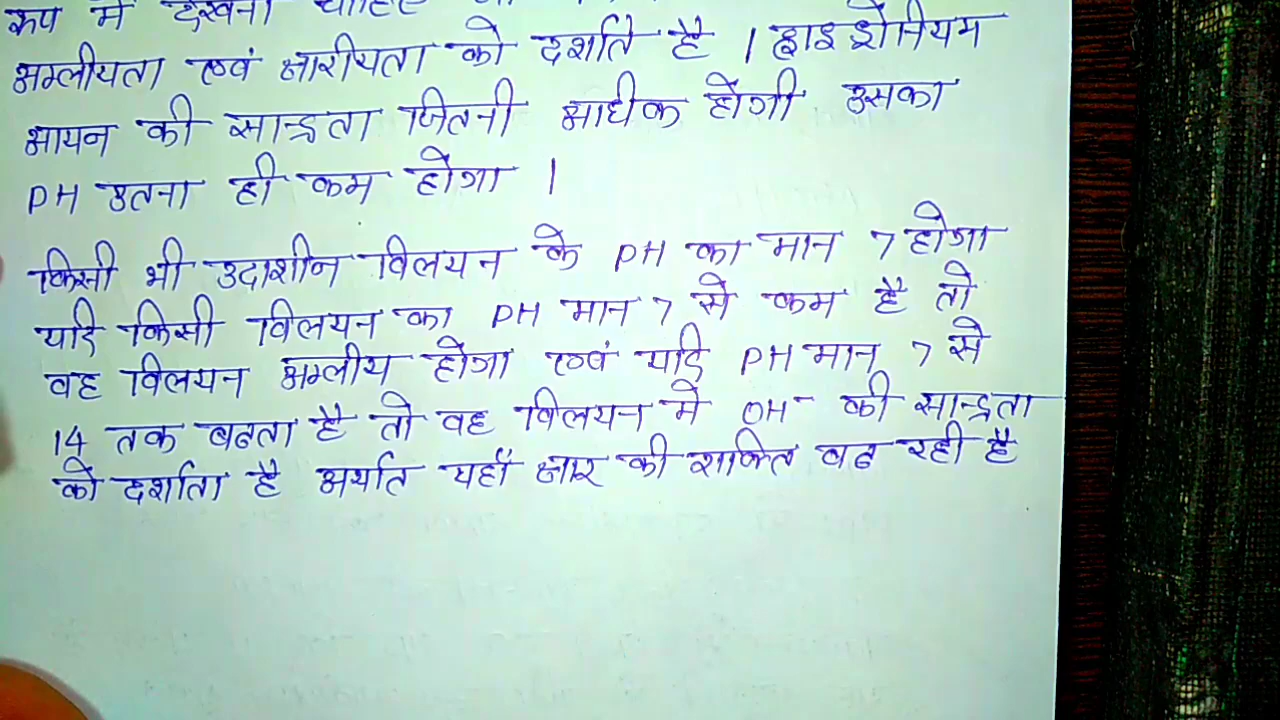 रूप में देखना चाहिए
अम्लीयता एवं क्षारीयता को दर्शाते है । हाइड्रोनियम
आयन की सान्द्रता जितनी आधीक होगी उसका
PH उतना ही कम होगा ।
किसी भी उदाशीन विलयन के PH का मान 7 होगा
यदि किसी विलयन का PH मान 7 से कम है तो
वह विलयन अम्लीय होगा एवं यदि PH मान 7 से
14 तक बढता है तो वह विलयन मे OH⁻ की सान्द्रता
को दर्शाता है अर्थात यहाँ क्षार की शक्ति बढ रही है